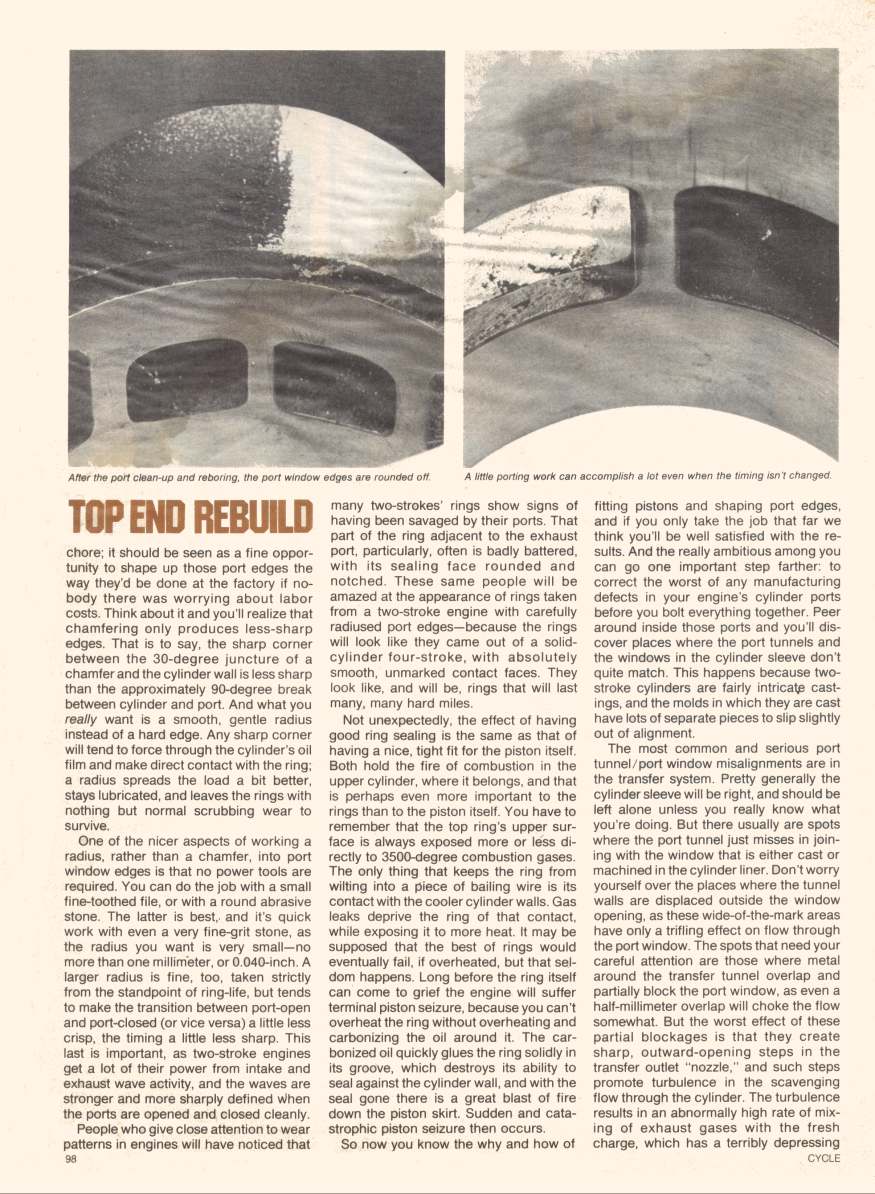 After the port clean-up and reboring, the port window edges are rounded off.
A little porting work can accomplish a lot even when the timing isn't changed.
TOP END REBUILD
chore; it should be seen as a fine oppor-
tunity to shape up those port edges the
way they'd be done at the factory if no-
body there was worrying about labor
costs. Think about it and you'll realize that
chamfering only produces less-sharp
edges. That is to say, the sharp corner
between the 30-degree juncture of a
chamfer and the cylinder wall is less sharp
than the approximately 90-degree break
between cylinder and port. And what you
really want is a smooth, gentle radius
instead of a hard edge. Any sharp corner
will tend to force through the cylinder's oil
film and make direct contact with the ring;
a radius spreads the load a bit better,
stays lubricated, and leaves the rings with
nothing but normal scrubbing wear to
survive.
One of the nicer aspects of working a
radius, rather than a chamfer, into port
window edges is that no power tools are
required. You can do the job with a small
fine-toothed file, or with a round abrasive
stone. The latter is best, and it's quick
work with even a very fine-grit stone, as
the radius you want is very small—no
more than one millimeter, or 0.040-inch. A
larger radius is fine, too, taken strictly
from the standpoint of ring-life, but tends
to make the transition between port-open
and port-closed (or vice versa) a little less
crisp, the timing a little less sharp. This
last is important, as two-stroke engines
get a lot of their power from intake and
exhaust wave activity, and the waves are
stronger and more sharply defined when
the ports are opened and closed cleanly.
People who give close attention to wear
patterns in engines will have noticed that
many two-strokes' rings show signs of
having been savaged by their ports. That
part of the ring adjacent to the exhaust
port, particularly, often is badly battered,
with its sealing face rounded and
notched. These same people will be
amazed at the appearance of rings taken
from a two-stroke engine with carefully
radiused port edges—because the rings
will look like they came out of a solid-
cylinder four-stroke, with absolutely
smooth, unmarked contact faces. They
look like, and will be, rings that will last
many, many hard miles.
Not unexpectedly, the effect of having
good ring sealing is the same as that of
having a nice, tight fit for the piston itself.
Both hold the fire of combustion in the
upper cylinder, where it belongs, and that
is perhaps even more important to the
rings than to the piston itself. You have to
remember that the top ring's upper sur-
face is always exposed more or less di-
rectly to 3500-degree combustion gases.
The only thing that keeps the ring from
wilting into a piece of bailing wire is its
contact with the cooler cylinder walls. Gas
leaks deprive the ring of that contact,
while exposing it to more heat. It may be
supposed that the best of rings would
eventually fail, if overheated, but that sel-
dom happens. Long before the ring itself
can come to grief the engine will suffer
terminal piston seizure, because you can't
overheat the ring without overheating and
carbonizing the oil around it. The car-
bonized oil quickly glues the ring solidly in
its groove, which destroys its ability to
seal against the cylinder wall, and with the
seal gone there is a great blast of fire
down the piston skirt. Sudden and cata-
strophic piston seizure then occurs.
So now you know the why and how of
fitting pistons and shaping port edges,
and if you only take the job that far we
think you'll be well satisfied with the re-
sults. And the really ambitious among you
can go one important step farther: to
correct the worst of any manufacturing
defects in your engine's cylinder ports
before you bolt everything together. Peer
around inside those ports and you'll dis-
cover places where the port tunnels and
the windows in the cylinder sleeve don't
quite match. This happens because two-
stroke cylinders are fairly intricate cast-
ings, and the molds in which they are cast
have lots of separate pieces to slip slightly
out of alignment.
The most common and serious port
tunnel/port window misalignments are in
the transfer system. Pretty generally the
cylinder sleeve will be right, and should be
left alone unless you really know what
you're doing. But there usually are spots
where the port tunnel just misses in join-
ing with the window that is either cast or
machined in the cylinder liner. Don't worry
yourself over the places where the tunnel
walls are displaced outside the window
opening, as these wide-of-the-mark areas
have only a trifling effect on flow through
the port window. The spots that need your
careful attention are those where metal
around the transfer tunnel overlap and
partially block the port window, as even a
half-millimeter overlap will choke the flow
somewhat. But the worst effect of these
partial blockages is that they create
sharp, outward-opening steps in the
transfer outlet "nozzle," and such steps
promote turbulence in the scavenging
flow through the cylinder. The turbulence
results in an abnormally high rate of mix-
ing of exhaust gases with the fresh
charge, which has a terribly depressing
98
CYCLE